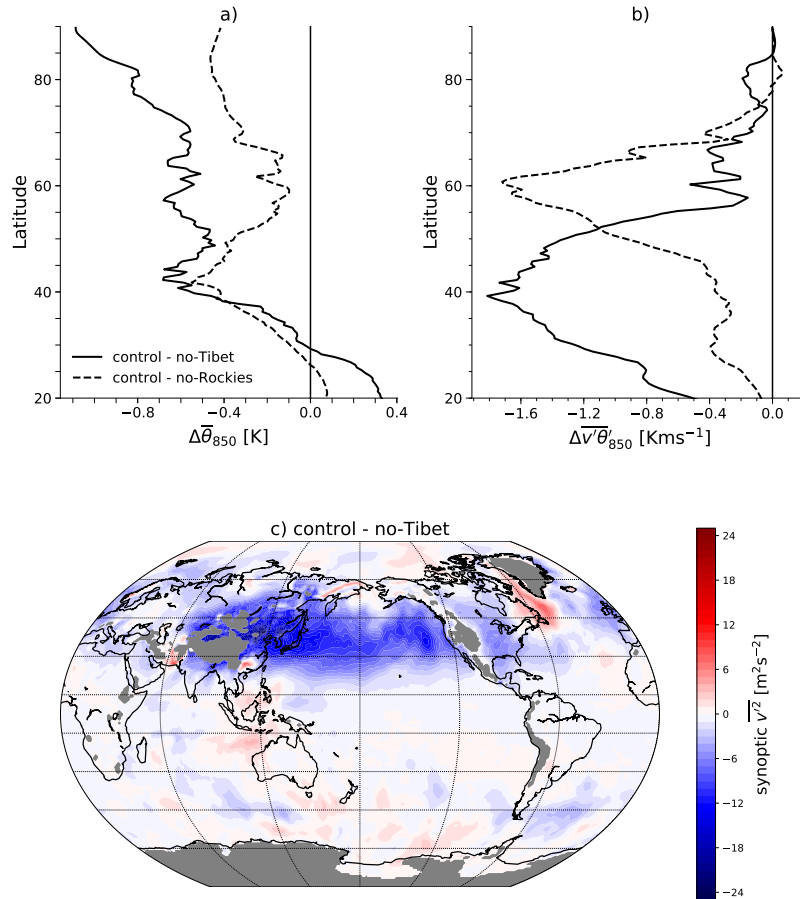 a)
80
60
40
20
Latitude
control - no-Tibet
control - no-Rockies
−0.8 −0.4 0.0 0.4
Δθ̅₈₅₀ [K]
b)
80
60
40
20
Latitude
−1.6 −1.2 −0.8 −0.4 0.0
Δv′θ′₈₅₀ [Kms⁻¹]
c) control - no-Tibet
24
18
12
6
0
−6
−12
−18
−24
synoptic v′² [m²s⁻²]